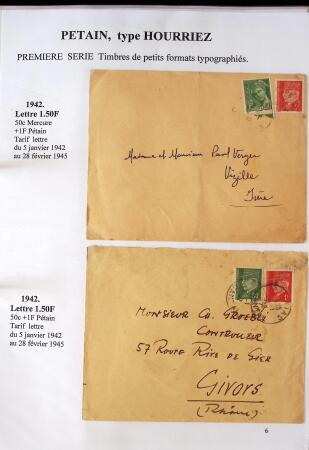 PETAIN, type HOURRIEZ
PREMIERE SERIE Timbres de petits formats typographiés.
1942.
Lettre 1.50F
50c Mercure
+1F Pétain
Tarif lettre
du 5 janvier 1942
au 28 février 1945
Madame et Monsieur Paul Verger
Vizille
Isère
1942.
Lettre 1.50F
50c +1F Pétain
Tarif lettre
du 5 janvier 1942
au 28 février 1945
Monsieur Ch. Groebli
Controleur
57 Route Rive de Gier
Givors
(Rhône)
6